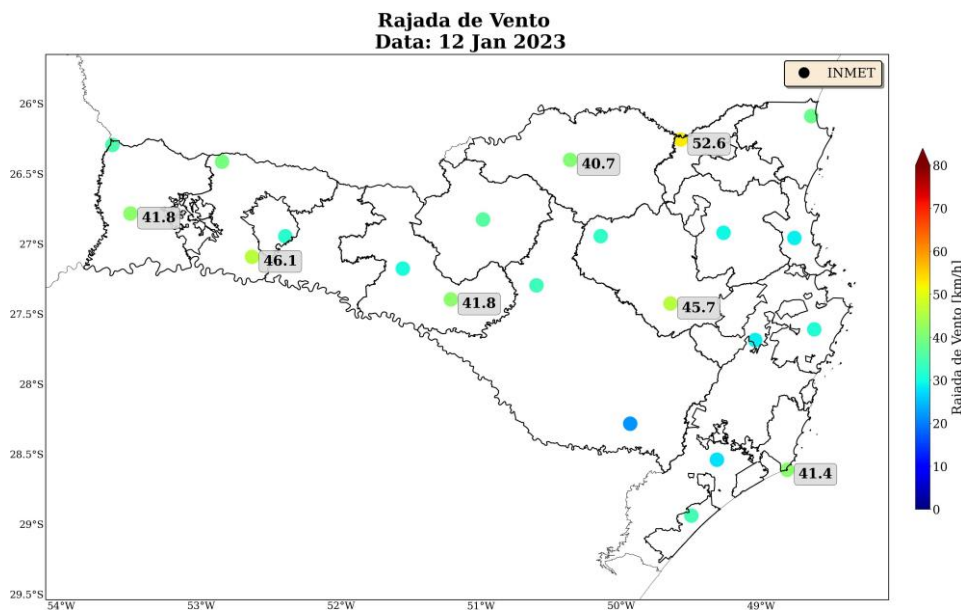 Rajada de Vento
Data: 12 Jan 2023
INMET
26°S
26.5°S
27°S
27.5°S
28°S
28.5°S
29°S
29.5°S
52.6
40.7
41.8
46.1
41.8
45.7
41.4
54°W
53°W
52°W
51°W
50°W
49°W
80
70
60
50
40
30
20
10
0
Rajada de Vento [km/h]